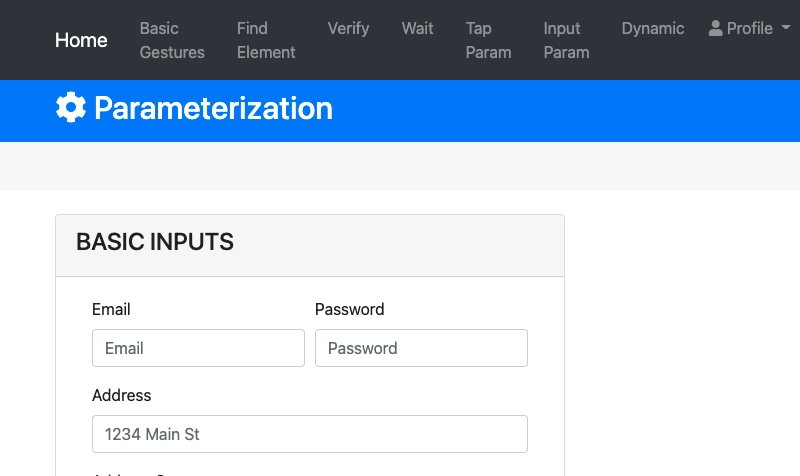 Home
Basic Gestures
Find Element
Verify
Wait
Tap Param
Input Param
Dynamic
Profile
Parameterization
BASIC INPUTS
Email Password
Email Password
Address
1234 Main St